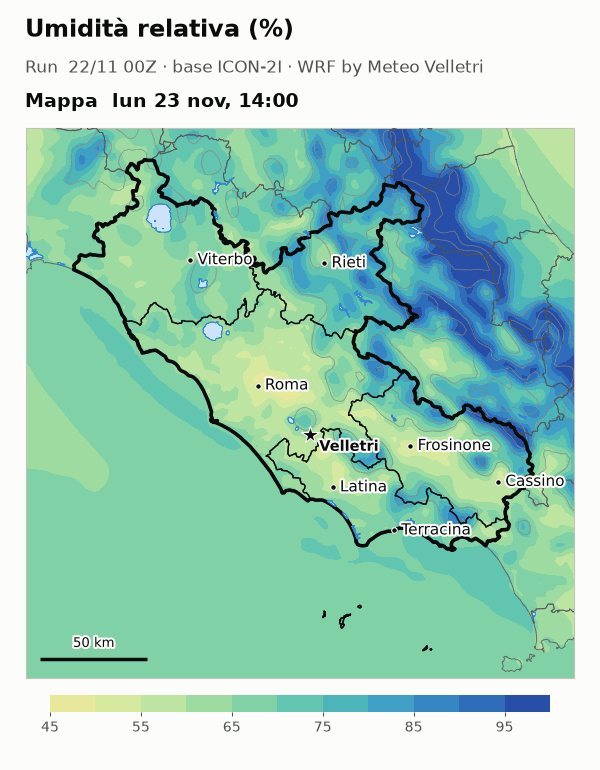 Umidità relativa (%)
Run  22/11 00Z · base ICON-2I · WRF by Meteo Velletri
Mappa  lun 23 nov, 14:00
Viterbo
Rieti
Roma
Velletri
Frosinone
Cassino
Latina
Terracina
50 km
45 55 65 75 85 95